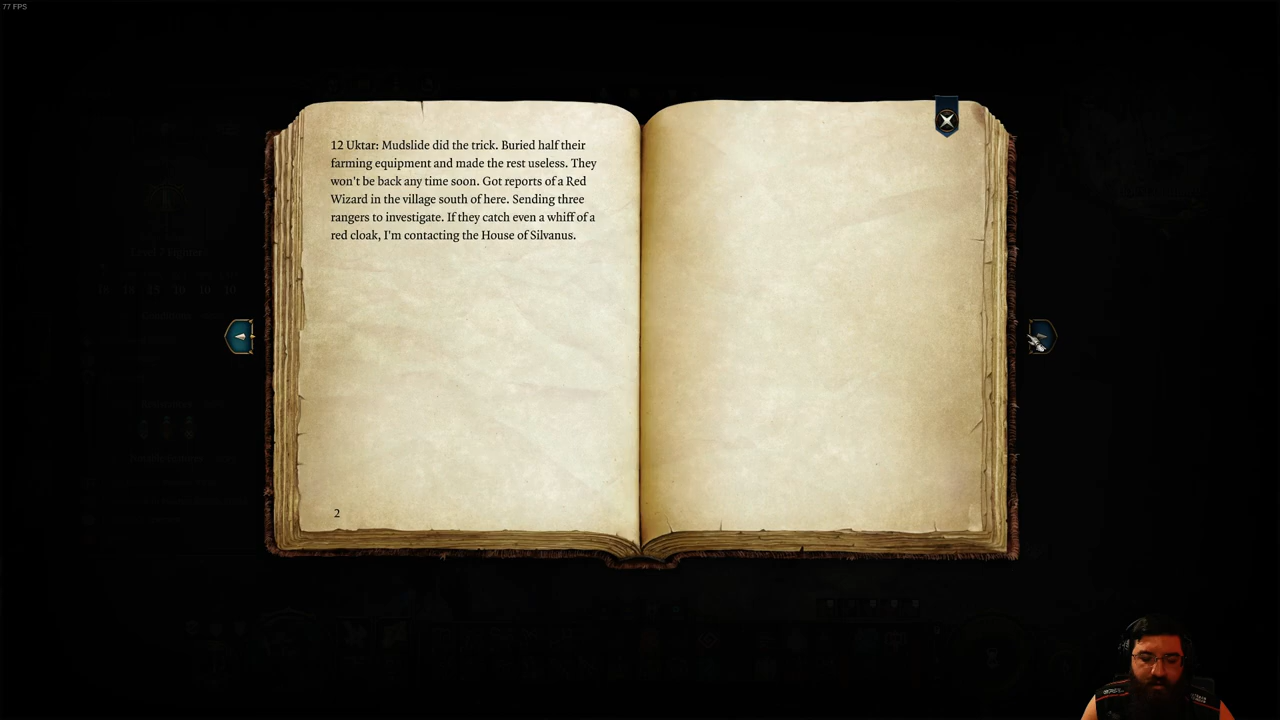 77 FPS
12 Uktar: Mudslide did the trick. Buried half their
farming equipment and made the rest useless. They
won't be back any time soon. Got reports of a Red
Wizard in the village south of here. Sending three
rangers to investigate. If they catch even a whiff of a
red cloak, I'm contacting the House of Silvanus.
2